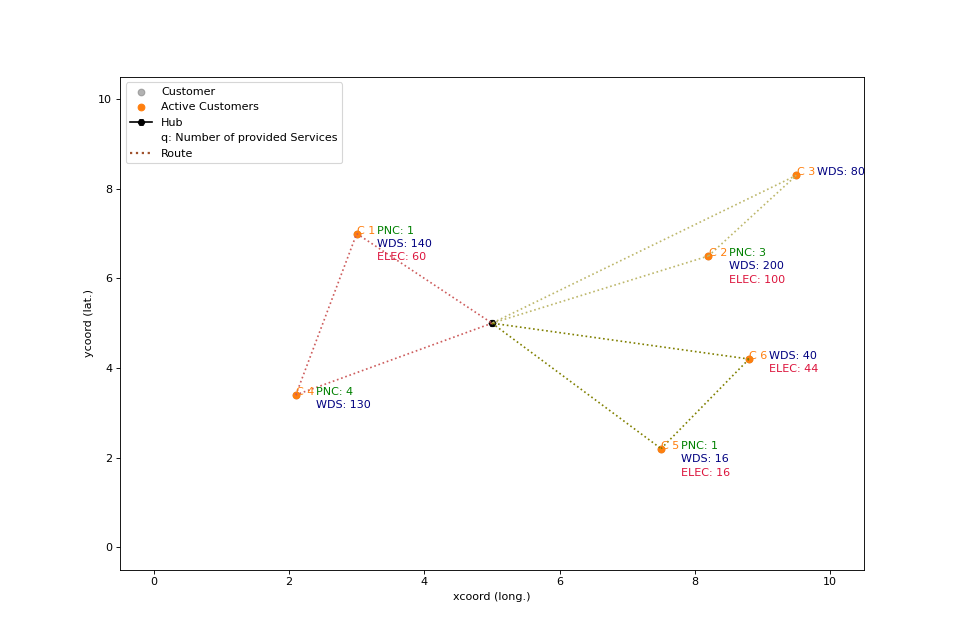 Customer
Active Customers
Hub
q: Number of provided Services
Route
C 3 WDS: 80
C 1 PNC: 1
WDS: 140
ELEC: 60
C 2 PNC: 3
WDS: 200
ELEC: 100
C 6 WDS: 40
ELEC: 44
C 4 PNC: 4
WDS: 130
C 5 PNC: 1
WDS: 16
ELEC: 16
10
8
6
4
2
0
ycoord (lat.)
0 2 4 6 8 10
xcoord (long.)